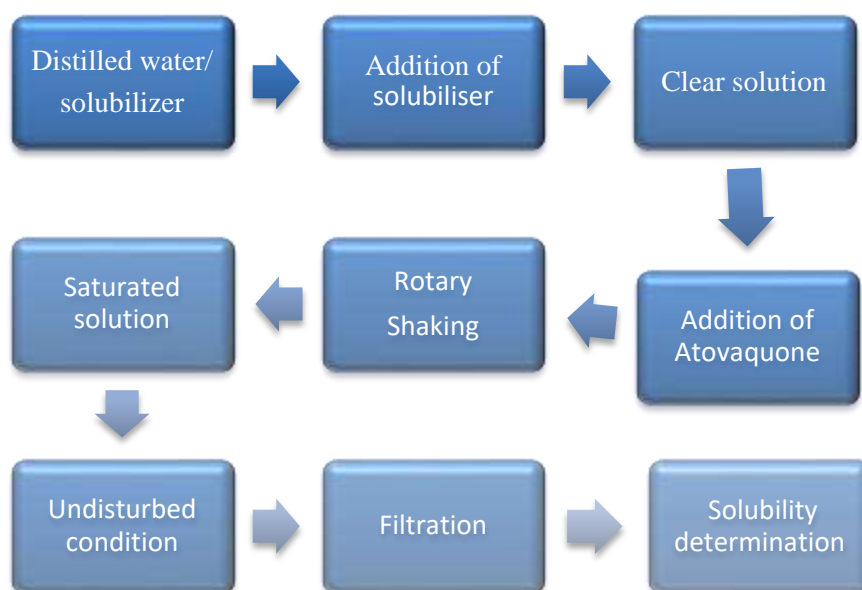 Distilled water/
solubilizer
Addition of
solubiliser
Clear solution
Addition of
Atovaquone
Rotary
Shaking
Saturated
solution
Undisturbed
condition
Filtration
Solubility
determination